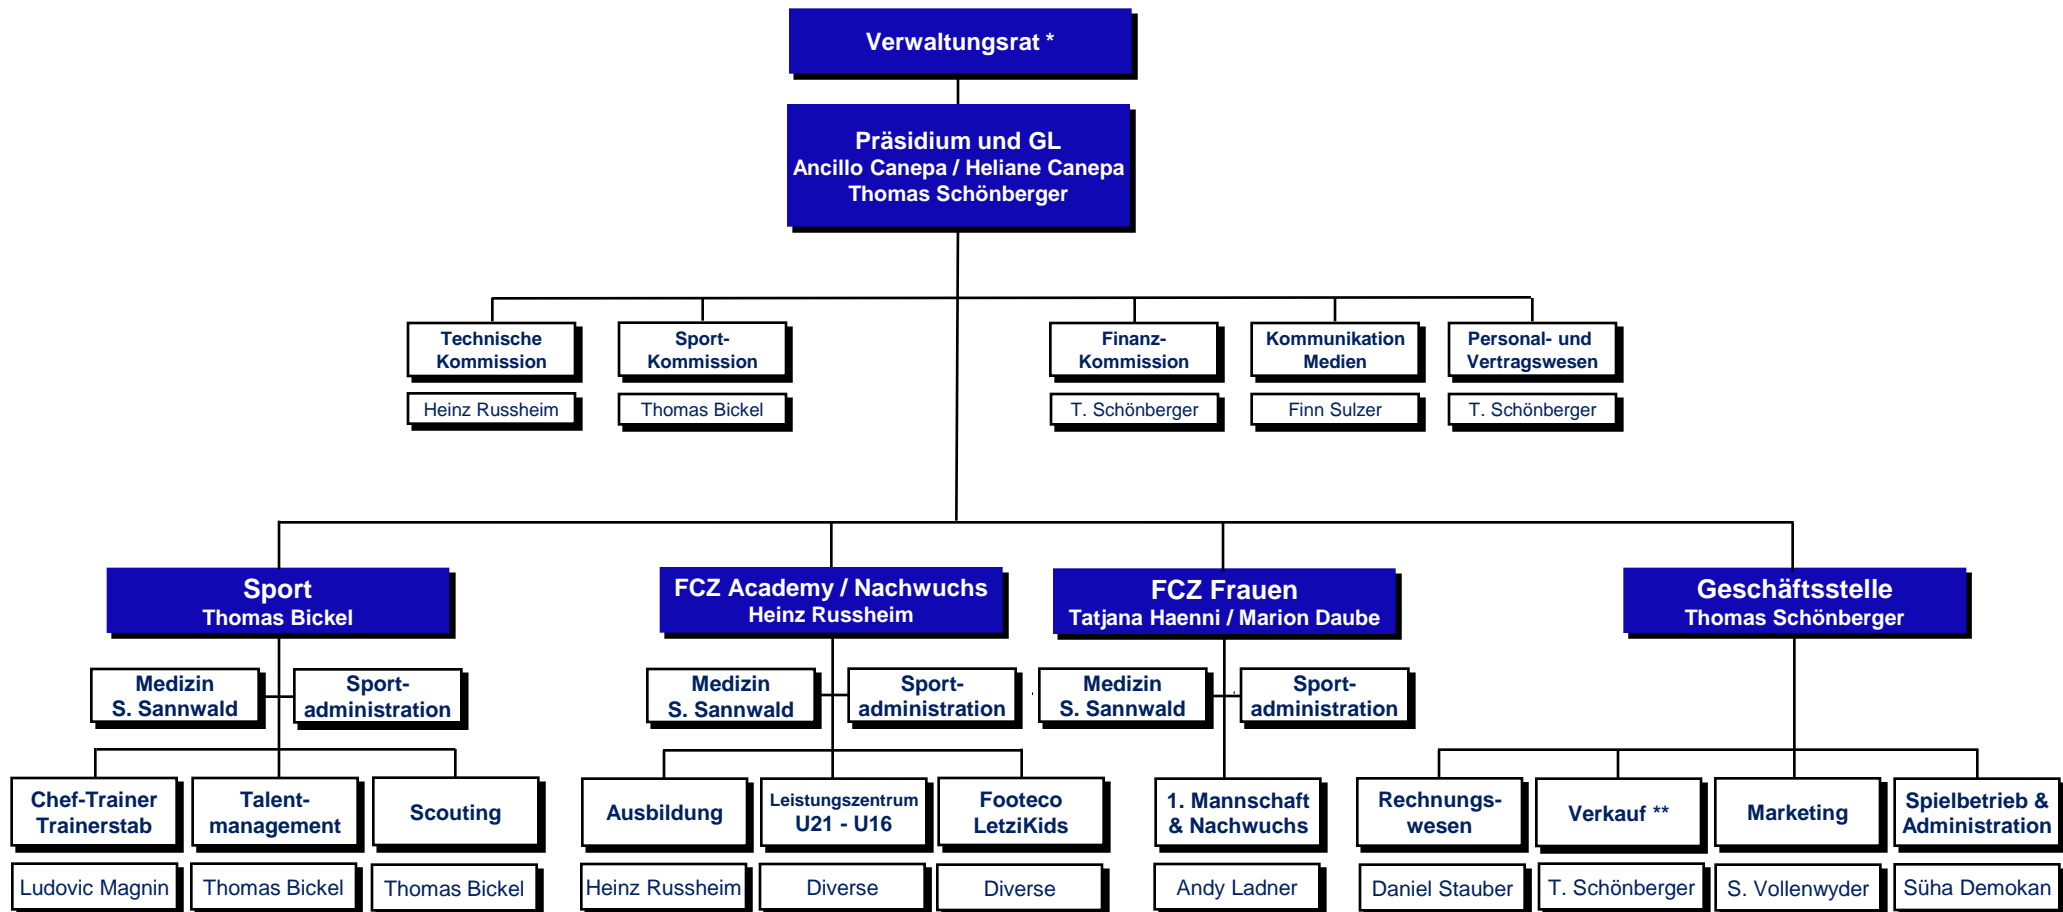 Verwaltungsrat *
Präsidium und GL
Ancillo Canepa / Heliane Canepa
Thomas Schönberger
Technische
Kommission
Heinz Russheim
Sport-
Kommission
Thomas Bickel
Finanz-
Kommission
T. Schönberger
Kommunikation
Medien
Finn Sulzer
Personal- und
Vertragswesen
T. Schönberger
Sport
Thomas Bickel
Medizin
S. Sannwald
Sport-
administration
Chef-Trainer
Trainerstab
Ludovic Magnin
Talent-
management
Thomas Bickel
Scouting
Thomas Bickel
FCZ Academy / Nachwuchs
Heinz Russheim
Medizin
S. Sannwald
Sport-
administration
Ausbildung
Heinz Russheim
Leistungszentrum
U21 - U16
Diverse
Footeco
LetziKids
Diverse
FCZ Frauen
Tatjana Haenni / Marion Daube
Medizin
S. Sannwald
Sport-
administration
1. Mannschaft
& Nachwuchs
Andy Ladner
Geschäftsstelle
Thomas Schönberger
Rechnungs-
wesen
Daniel Stauber
Verkauf **
T. Schönberger
Marketing
S. Vollenwyder
Spielbetrieb &
Administration
Süha Demokan